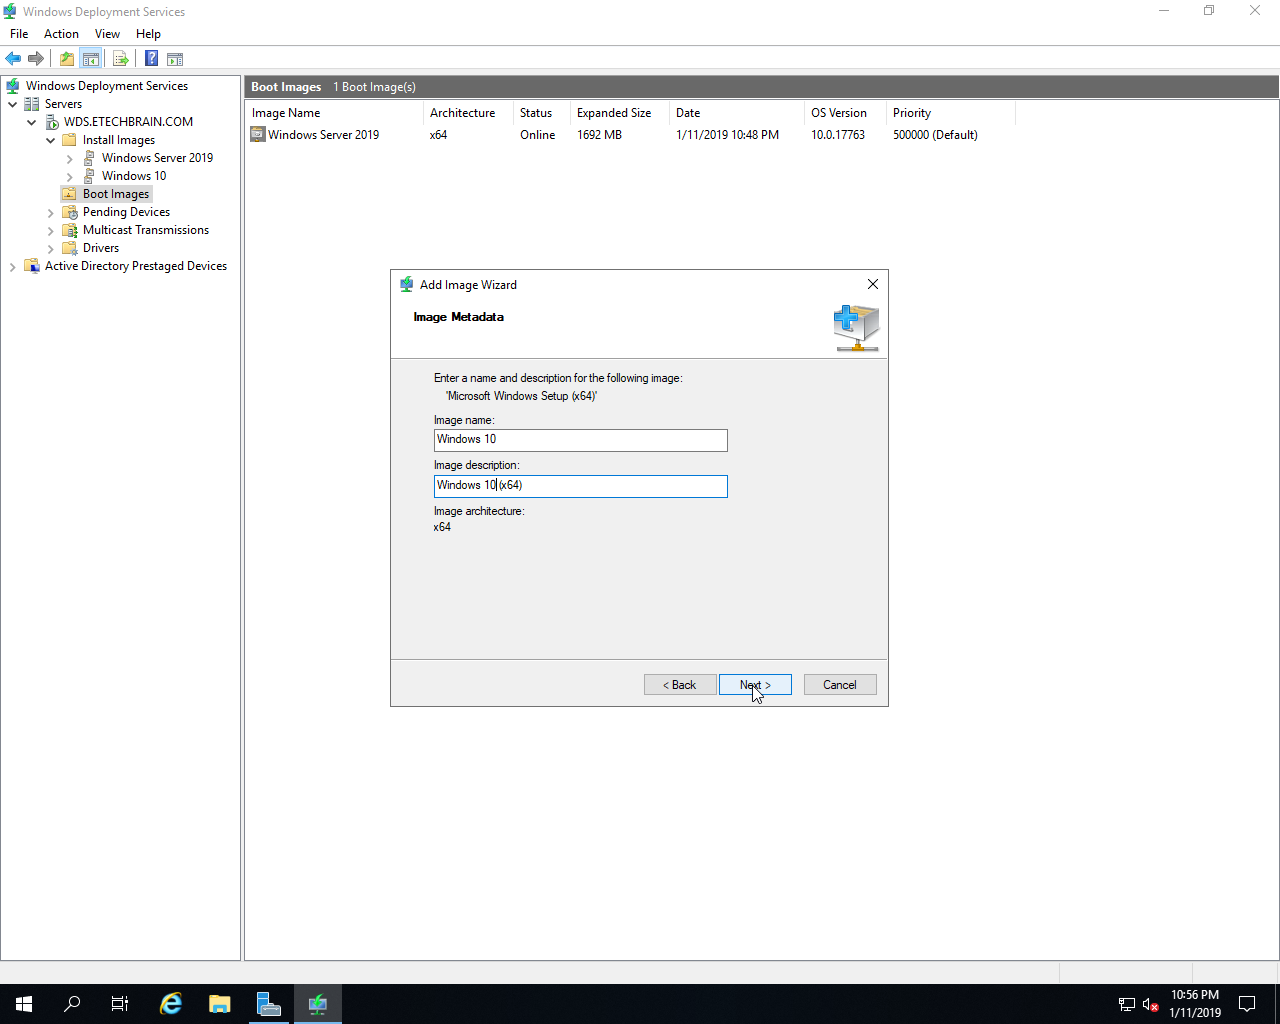 Windows Deployment Services
File Action View Help
Windows Deployment Services
Servers
WDS.ETECHBRAIN.COM
Install Images
Windows Server 2019
Windows 10
Boot Images
Pending Devices
Multicast Transmissions
Drivers
Active Directory Prestaged Devices
Boot Images 1 Boot Image(s)
Image Name Architecture Status Expanded Size Date OS Version Priority
Windows Server 2019 x64 Online 1692 MB 1/11/2019 10:48 PM 10.0.17763 500000 (Default)
Add Image Wizard
Image Metadata
Enter a name and description for the following image:
'Microsoft Windows Setup (x64)'
Image name:
Windows 10
Image description:
Windows 10 (x64)
Image architecture:
x64
< Back Next > Cancel
10:56 PM
1/11/2019